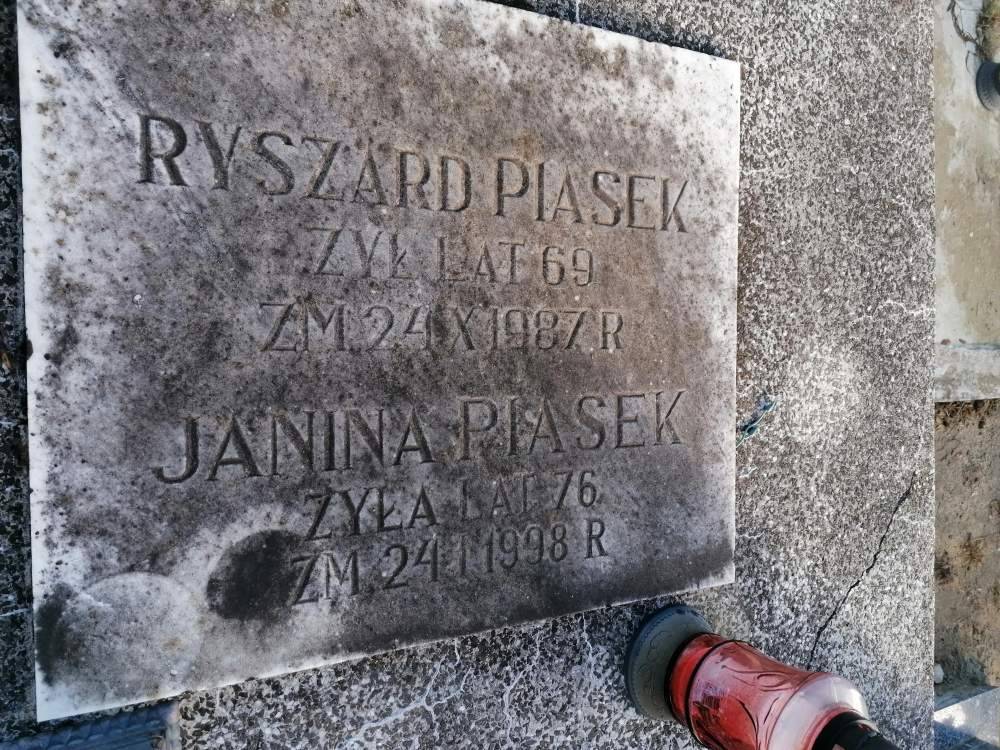 RYSZARD PIASEK
ŻYŁ LAT 69
ZM. 24 X 1987 R
JANINA PIASEK
ŻYŁA LAT 76
ZM. 24 I 1998 R